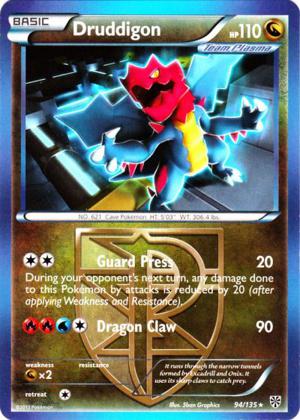 BASIC
Druddigon
HP110
Team Plasma
NO. 621 Cave Pokémon HT: 5'03" WT: 306.4 lbs.
Guard Press 20
During your opponent's next turn, any damage done
to this Pokémon by attacks is reduced by 20 (after
applying Weakness and Resistance).
Dragon Claw 90
weakness
×2
resistance
retreat
It runs through the narrow tunnels
formed by Excadrill and Onix. It
uses its sharp claws to catch prey.
Illus. 5ban Graphics
94/135
©2013 Pokémon